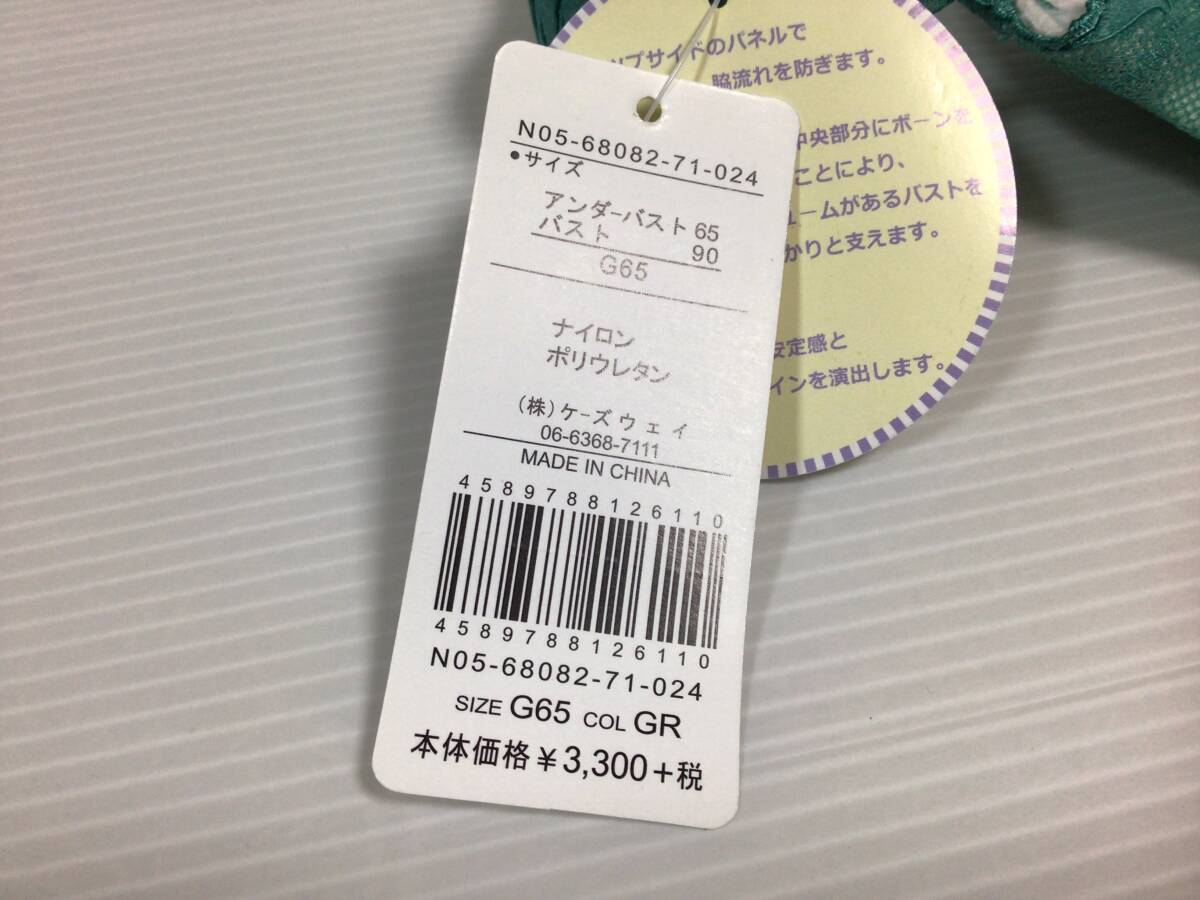 N05-68082-71-024
•サイズ
アンダーバスト 65
バスト 90
G65
ナイロン
ポリウレタン
(株)ケーズウェイ
06-6368-7111
MADE IN CHINA
4589788126110
4589788126110
N05-68082-71-024
SIZE G65 COL GR
本体価格￥3,300+税
プサイドのパネルで
脇流れを防ぎます。
中央部分にボーンを
ことにより、
ームがあるバストを
かりと支えます。
安定感と
インを演出します。